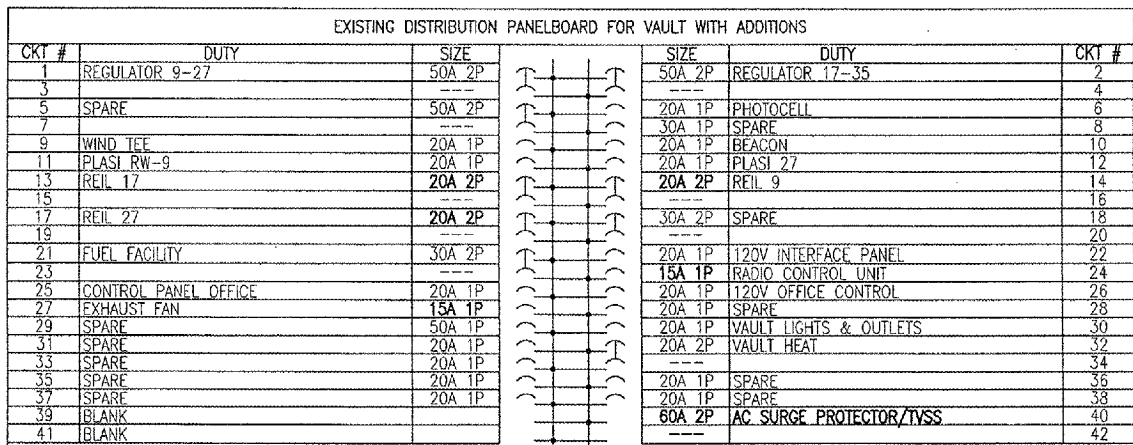 EXISTING DISTRIBUTION PANELBOARD FOR VAULT WITH ADDITIONS
CKT # DUTY SIZE SIZE DUTY CKT #
1 REGULATOR 9-27 50A 2P 50A 2P REGULATOR 17-35 2
3 --- --- 4
5 SPARE 50A 2P 20A 1P PHOTOCELL 6
7 --- 30A 1P SPARE 8
9 WIND TEE 20A 1P 20A 1P BEACON 10
11 PLASI RW-9 20A 1P 20A 1P PLASI 27 12
13 REIL 17 20A 2P 20A 2P REIL 9 14
15 --- --- 16
17 REIL 27 20A 2P 30A 2P SPARE 18
19 --- --- 20
21 FUEL FACILITY 30A 2P 20A 1P 120V INTERFACE PANEL 22
23 --- 15A 1P RADIO CONTROL UNIT 24
25 CONTROL PANEL OFFICE 20A 1P 20A 1P 120V OFFICE CONTROL 26
27 EXHAUST FAN 15A 1P 20A 1P SPARE 28
29 SPARE 50A 1P 20A 1P VAULT LIGHTS & OUTLETS 30
31 SPARE 20A 1P 20A 2P VAULT HEAT 32
33 SPARE 20A 1P --- 34
35 SPARE 20A 1P 20A 1P SPARE 36
37 SPARE 20A 1P 20A 1P SPARE 38
39 BLANK 60A 2P AC SURGE PROTECTOR/TVSS 40
41 BLANK --- 42